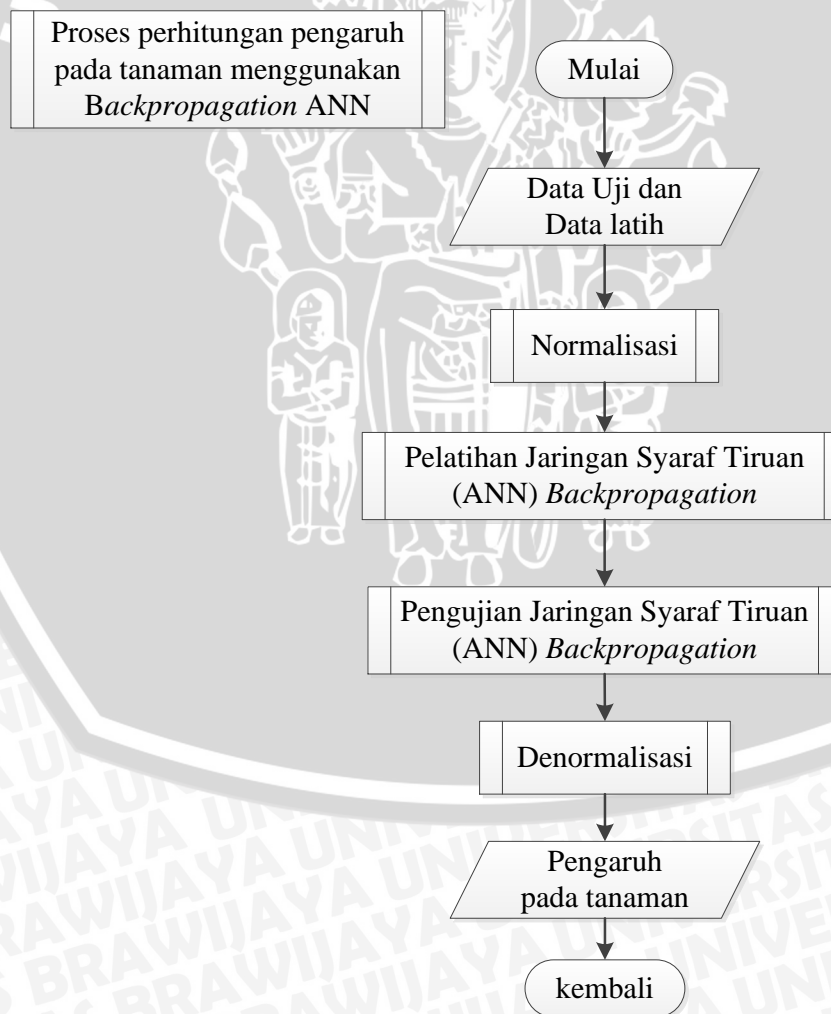 Proses perhitungan pengaruh
pada tanaman menggunakan
Backpropagation ANN
Mulai
Data Uji dan
Data latih
Normalisasi
Pelatihan Jaringan Syaraf Tiruan
(ANN) Backpropagation
Pengujian Jaringan Syaraf Tiruan
(ANN) Backpropagation
Denormalisasi
Pengaruh
pada tanaman
kembali